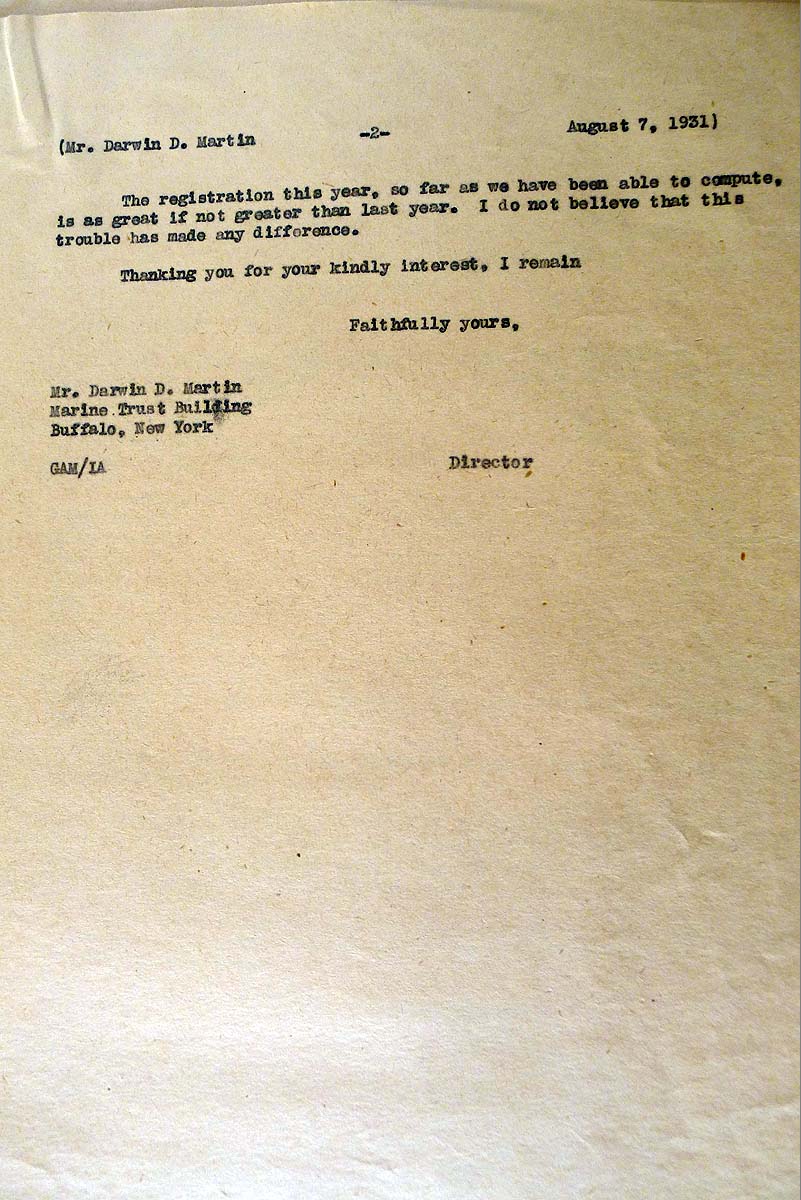 (Mr. Darwin D. Martin -2- August 7, 1931)
The registration this year, so far as we have been able to compute,
is as great if not greater than last year. I do not believe that this
trouble has made any difference.
Thanking you for your kindly interest, I remain
Faithfully yours,
Mr. Darwin D. Martin
Marine Trust Building
Buffalo, New York
GAM/IA Director